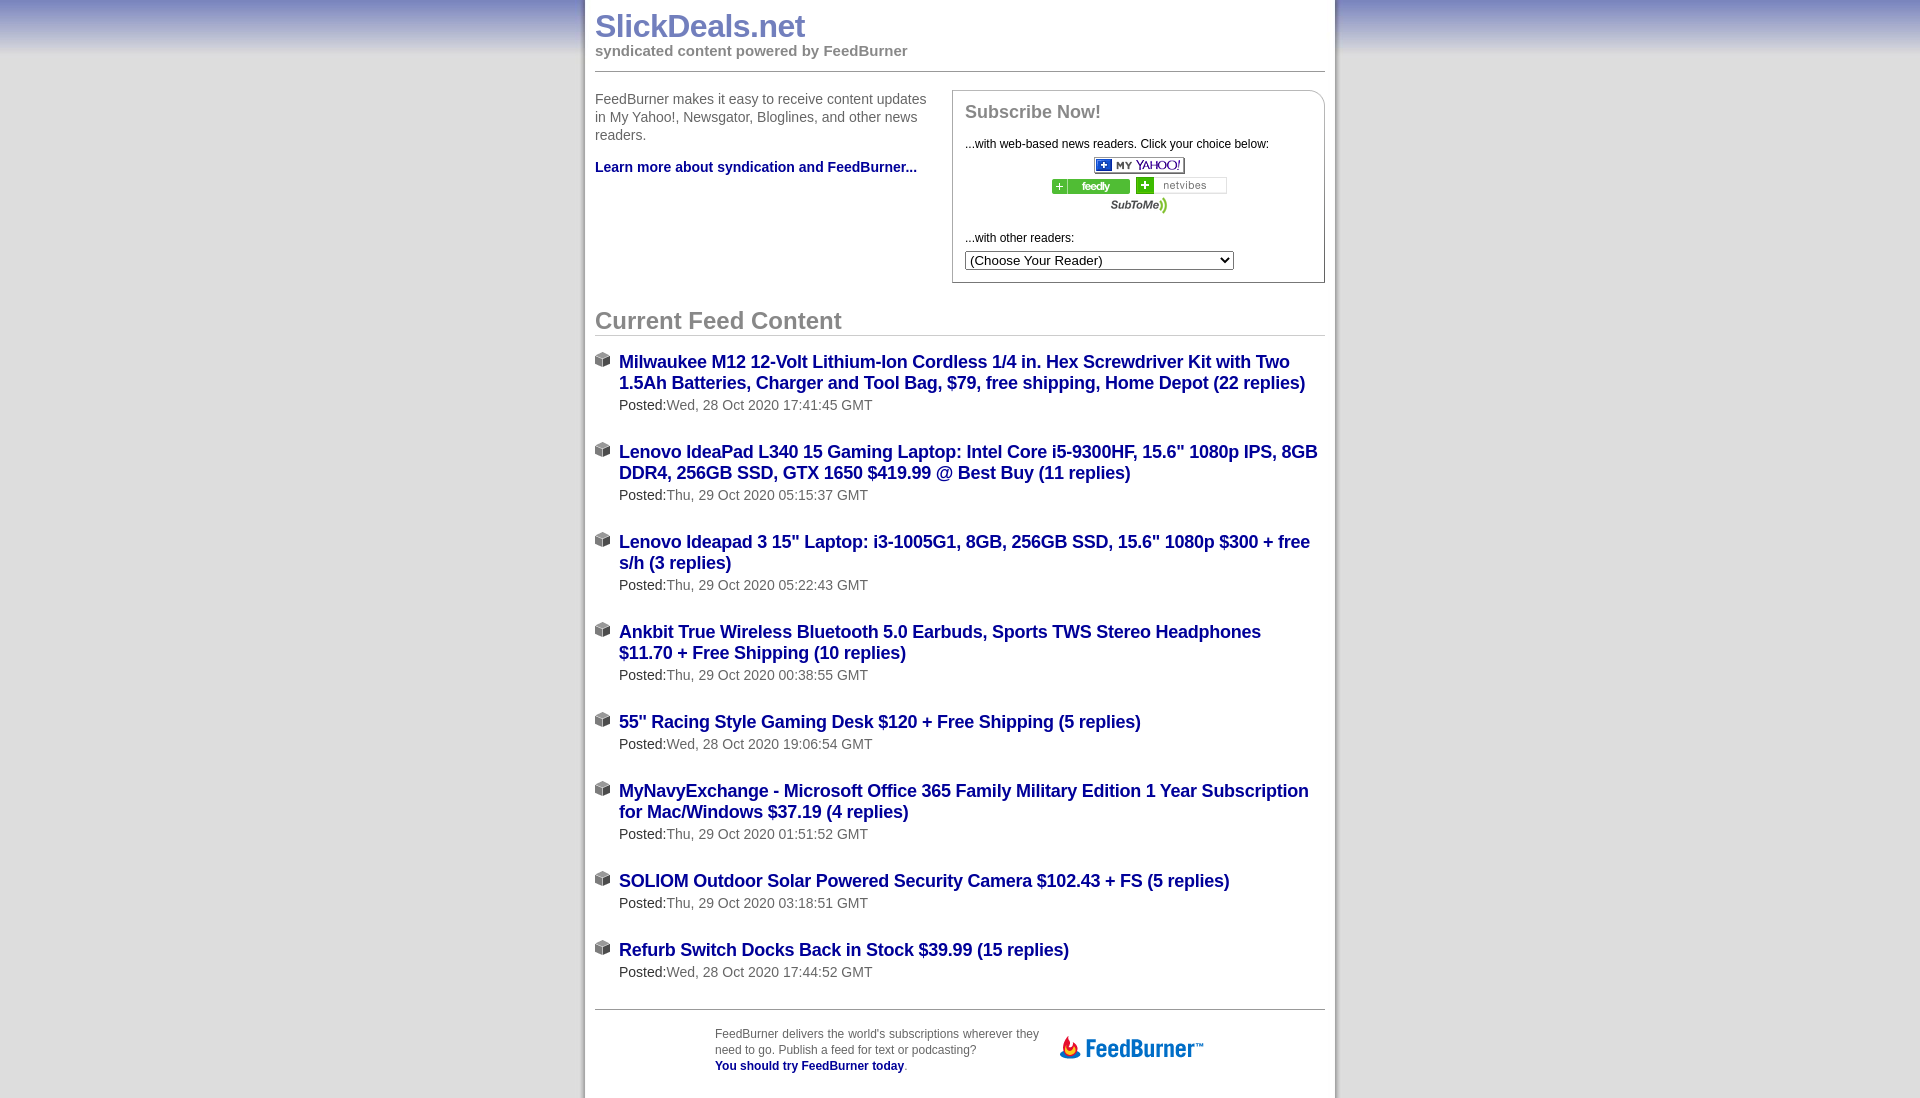 SlickDeals.net
syndicated content powered by FeedBurner
FeedBurner makes it easy to receive content updates
in My Yahoo!, Newsgator, Bloglines, and other news
readers.
Learn more about syndication and FeedBurner...
Subscribe Now!
...with web-based news readers. Click your choice below:
MY YAHOO!
feedly
netvibes
SubToMe
...with other readers:
(Choose Your Reader)
Current Feed Content
Milwaukee M12 12-Volt Lithium-Ion Cordless 1/4 in. Hex Screwdriver Kit with Two
1.5Ah Batteries, Charger and Tool Bag, $79, free shipping, Home Depot (22 replies)
Posted:Wed, 28 Oct 2020 17:41:45 GMT
Lenovo IdeaPad L340 15 Gaming Laptop: Intel Core i5-9300HF, 15.6" 1080p IPS, 8GB
DDR4, 256GB SSD, GTX 1650 $419.99 @ Best Buy (11 replies)
Posted:Thu, 29 Oct 2020 05:15:37 GMT
Lenovo Ideapad 3 15" Laptop: i3-1005G1, 8GB, 256GB SSD, 15.6" 1080p $300 + free
s/h (3 replies)
Posted:Thu, 29 Oct 2020 05:22:43 GMT
Ankbit True Wireless Bluetooth 5.0 Earbuds, Sports TWS Stereo Headphones
$11.70 + Free Shipping (10 replies)
Posted:Thu, 29 Oct 2020 00:38:55 GMT
55'' Racing Style Gaming Desk $120 + Free Shipping (5 replies)
Posted:Wed, 28 Oct 2020 19:06:54 GMT
MyNavyExchange - Microsoft Office 365 Family Military Edition 1 Year Subscription
for Mac/Windows $37.19 (4 replies)
Posted:Thu, 29 Oct 2020 01:51:52 GMT
SOLIOM Outdoor Solar Powered Security Camera $102.43 + FS (5 replies)
Posted:Thu, 29 Oct 2020 03:18:51 GMT
Refurb Switch Docks Back in Stock $39.99 (15 replies)
Posted:Wed, 28 Oct 2020 17:44:52 GMT
FeedBurner delivers the world's subscriptions wherever they
need to go. Publish a feed for text or podcasting?
You should try FeedBurner today.
FeedBurner™